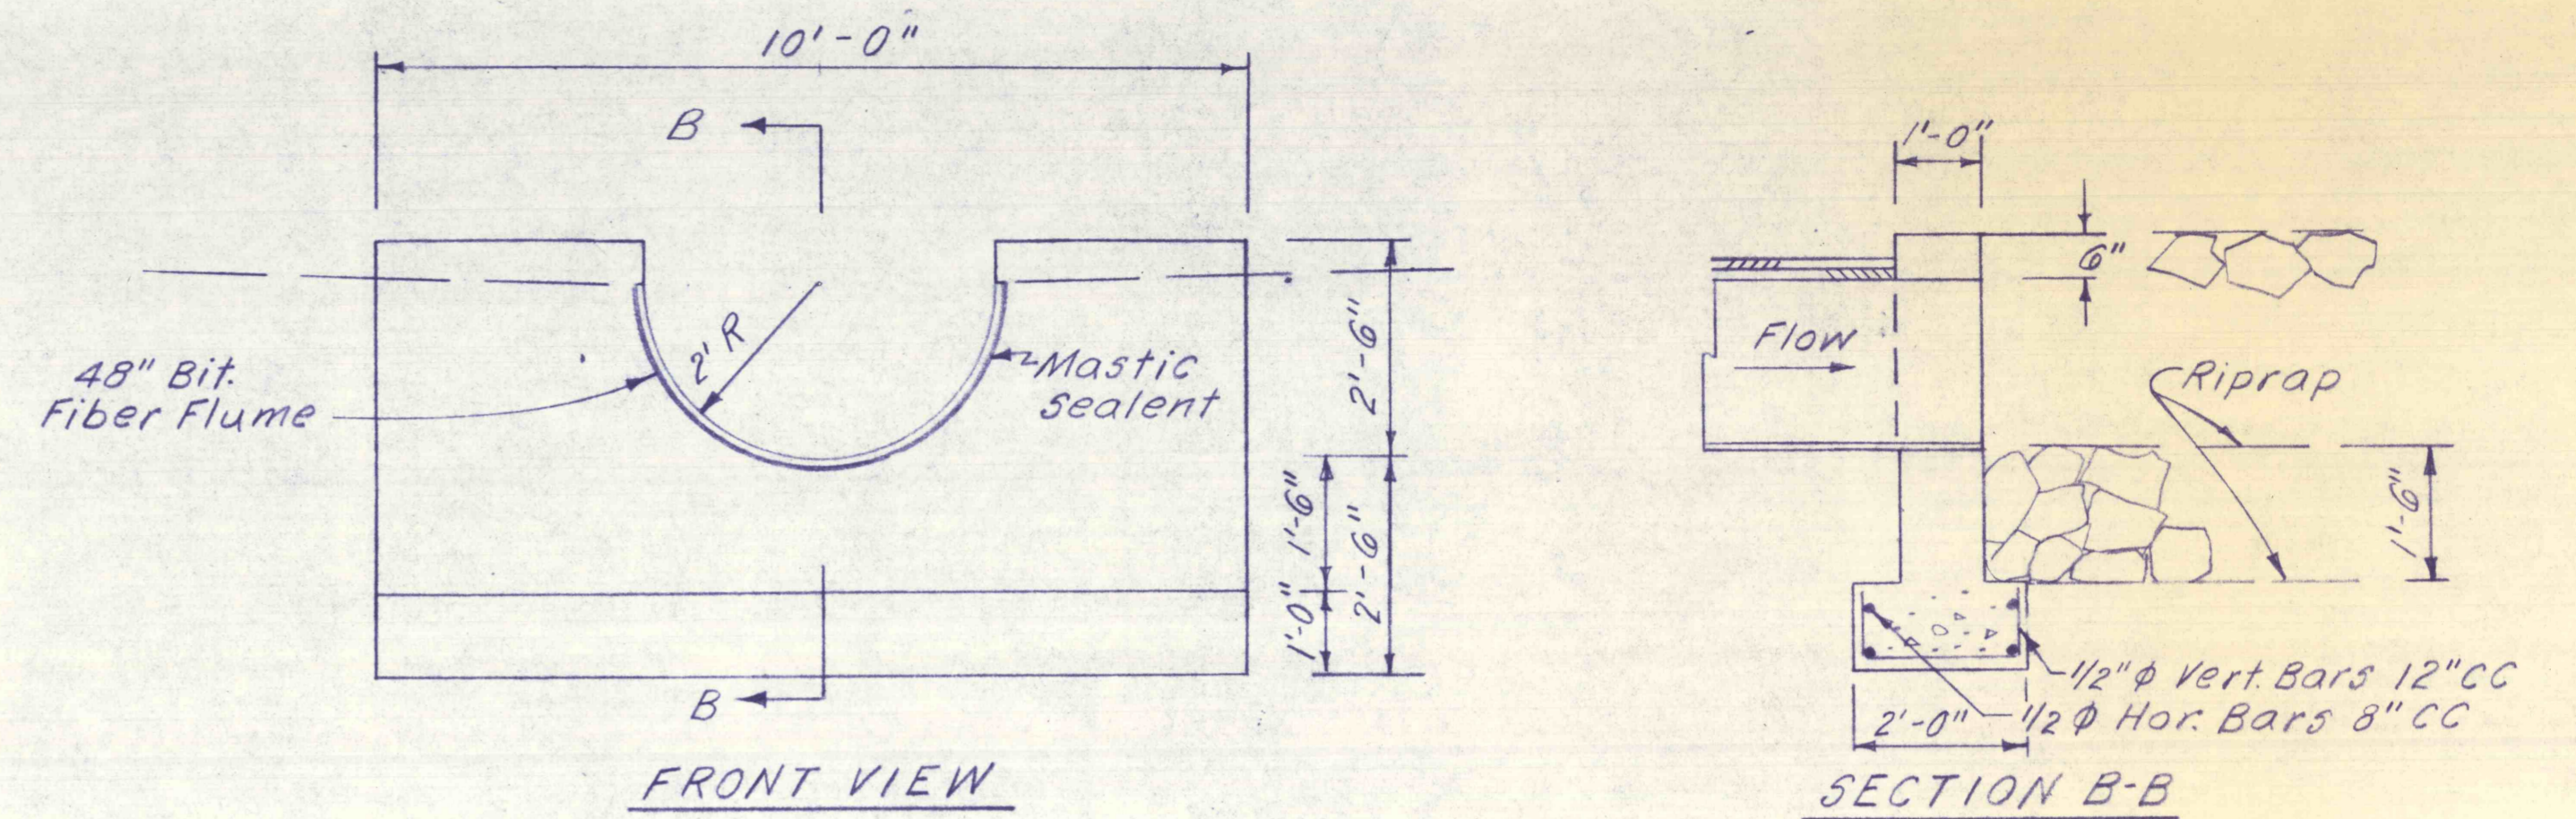 10'-0"
B
48" Bit.
Fiber Flume
2' R
Mastic
Sealent
2'-6"
1'-6"
2'-6"
1'-0"
B
FRONT VIEW
1'-0"
6"
Flow
Riprap
1'-6"
1/2" φ Vert. Bars 12" CC
2'-0"
1/2 φ Hor. Bars 8" CC
SECTION B-B